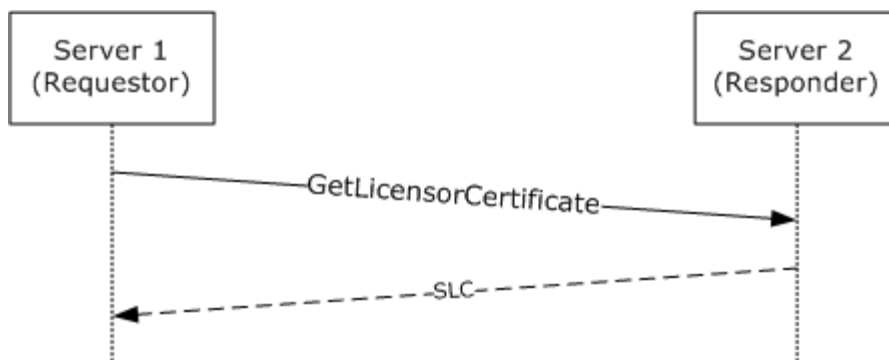 Server 1
(Requestor)
Server 2
(Responder)
GetLicensorCertificate
SLC